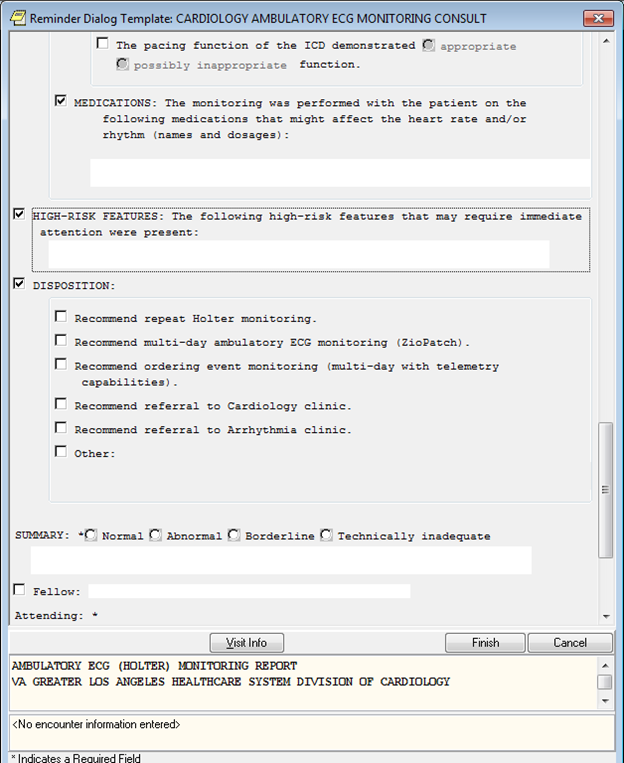 Reminder Dialog Template: CARDIOLOGY AMBULATORY ECG MONITORING CONSULT
The pacing function of the ICD demonstrated appropriate
possibly inappropriate function.
MEDICATIONS: The monitoring was performed with the patient on the
following medications that might affect the heart rate and/or
rhythm (names and dosages):
HIGH-RISK FEATURES: The following high-risk features that may require immediate
attention were present:
DISPOSITION:
Recommend repeat Holter monitoring.
Recommend multi-day ambulatory ECG monitoring (ZioPatch).
Recommend ordering event monitoring (multi-day with telemetry
capabilities).
Recommend referral to Cardiology clinic.
Recommend referral to Arrhythmia clinic.
Other:
SUMMARY: * Normal Abnormal Borderline Technically inadequate
Fellow:
Attending: *
Visit Info Finish Cancel
AMBULATORY ECG (HOLTER) MONITORING REPORT
VA GREATER LOS ANGELES HEALTHCARE SYSTEM DIVISION OF CARDIOLOGY
<No encounter information entered>
* Indicates a Required Field